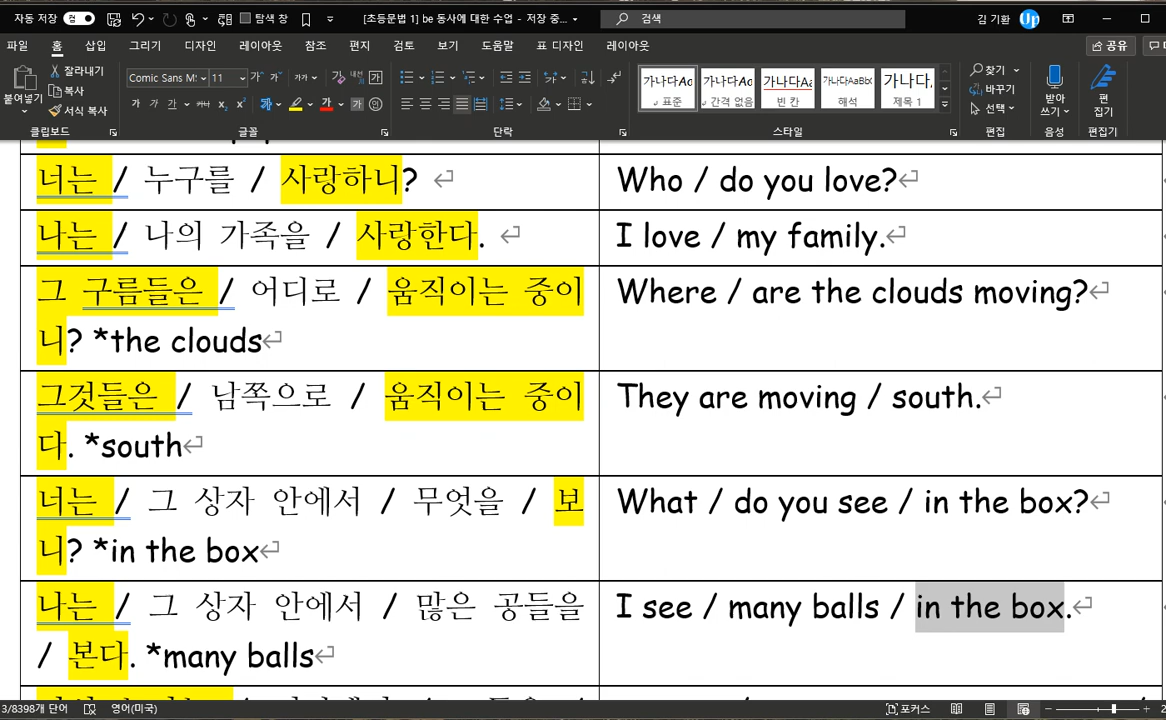 자동 저장 켬 탐색 창 [초등문법 1] be 동사에 대한 수업 - 저장 중... 검색 김 기환
파일 홈 삽입 그리기 디자인 레이아웃 참조 편지 검토 보기 도움말 표 디자인 레이아웃 공유
붙여넣기 잘라내기 복사 서식 복사
Comic Sans M 11
가나다Ac 가나다Ac 가나다Aa 가나다AaBbC 가나다,
표준 간격 없음 빈 칸 해석 제목 1
찾기 바꾸기 선택
받아쓰기 편집기
클립보드 글꼴 단락 스타일 편집 음성 편집기
너는 / 누구를 / 사랑하니?
Who / do you love?
나는 / 나의 가족을 / 사랑한다.
I love / my family.
그 구름들은 / 어디로 / 움직이는 중이
니? *the clouds
Where / are the clouds moving?
그것들은 / 남쪽으로 / 움직이는 중이
다. *south
They are moving / south.
너는 / 그 상자 안에서 / 무엇을 / 보
니? *in the box
What / do you see / in the box?
나는 / 그 상자 안에서 / 많은 공들을
/ 본다. *many balls
I see / many balls / in the box.
3/8398개 단어 영어(미국) 포커스